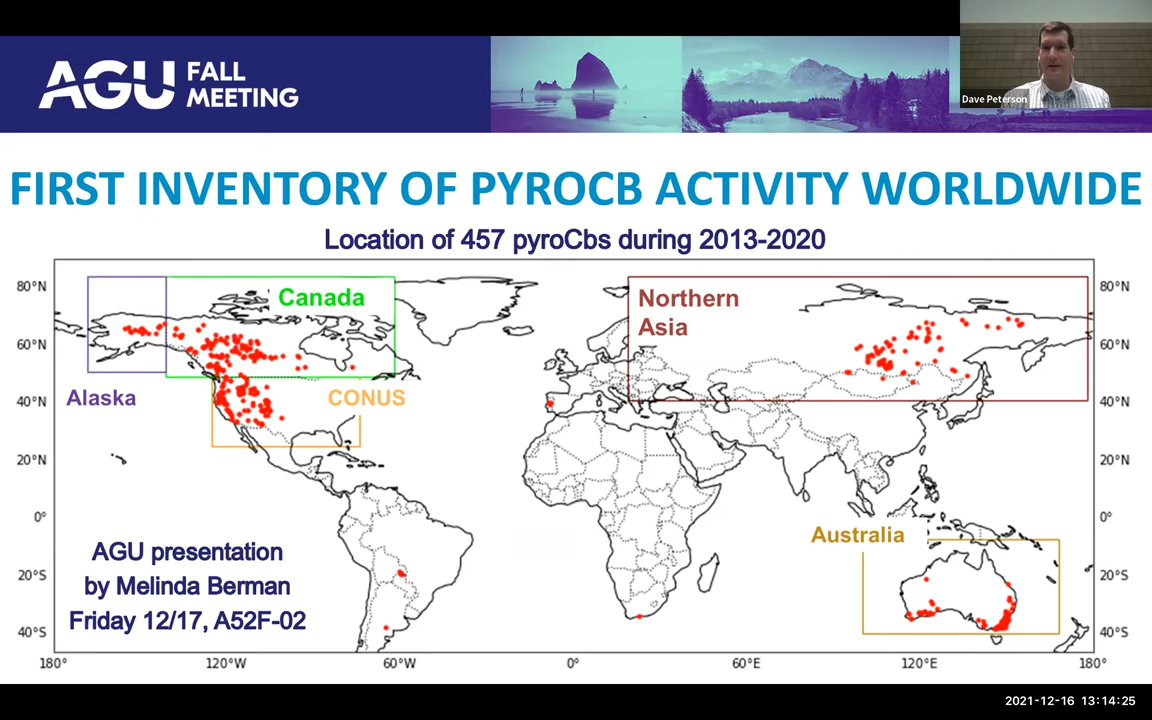 AGU FALL
MEETING
Dave Peterson
FIRST INVENTORY OF PYROCB ACTIVITY WORLDWIDE
Location of 457 pyroCbs during 2013-2020
80°N
60°N
40°N
20°N
0°
20°S
40°S
Canada
Northern
Asia
Alaska
CONUS
Australia
AGU presentation
by Melinda Berman
Friday 12/17, A52F-02
80°N
60°N
40°N
20°N
0°
20°S
40°S
180° 120°W 60°W 0° 60°E 120°E 180°
2021-12-16 13:14:25